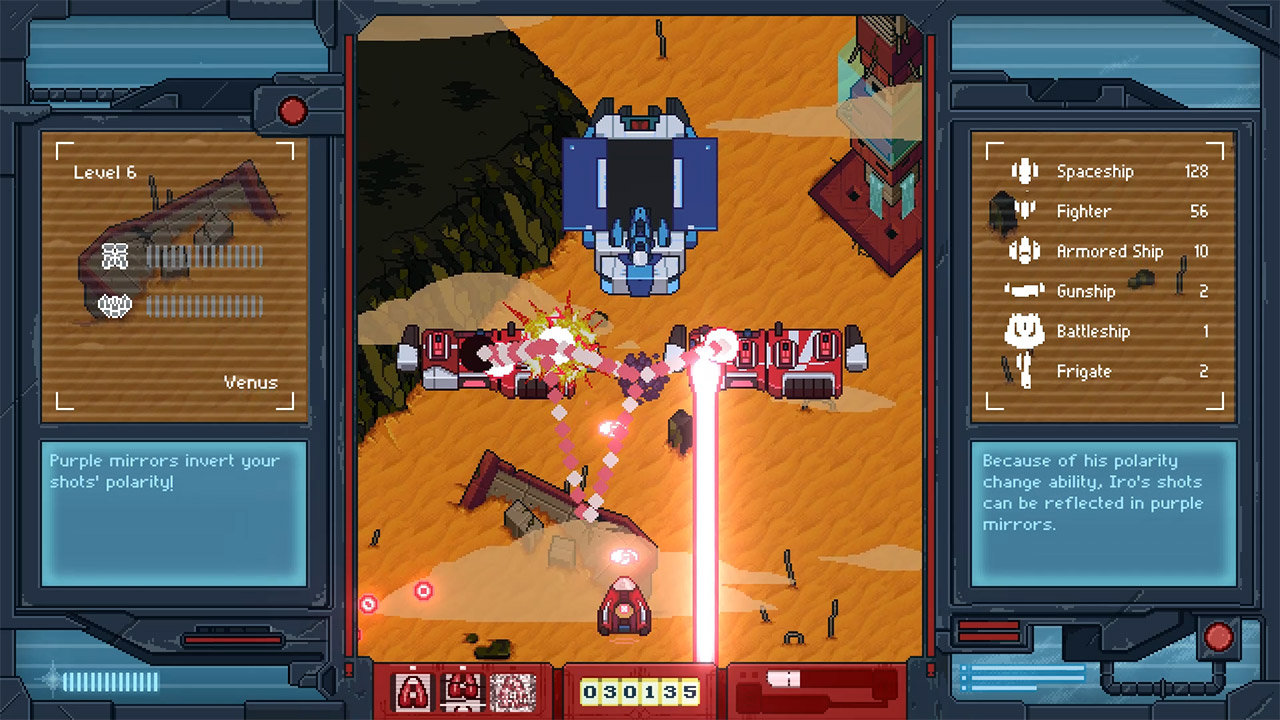 Level 6
Venus
Purple mirrors invert your
shots' polarity!
030135
Spaceship 128
Fighter 56
Armored Ship 10
Gunship 2
Battleship 1
Frigate 2
Because of his polarity
change ability, Iro's shots
can be reflected in purple
mirrors.